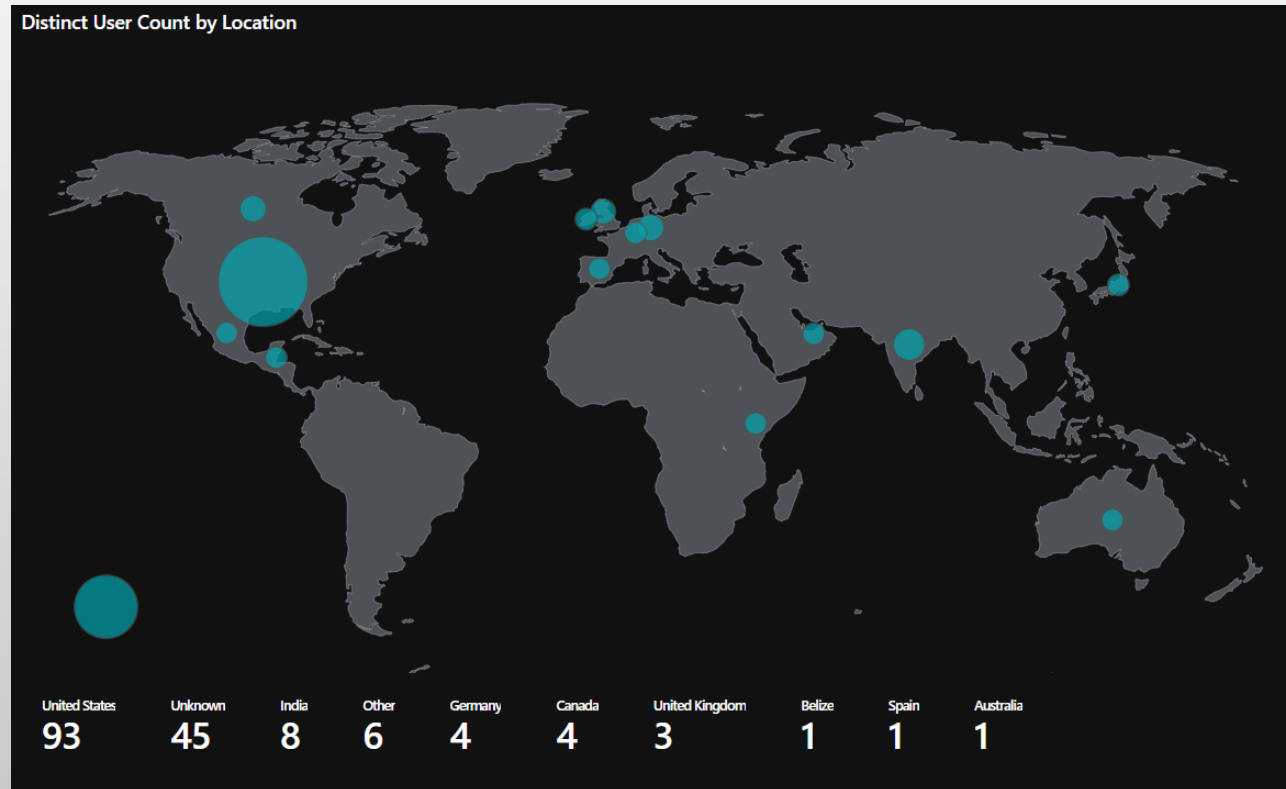 Distinct User Count by Location
United States Unknown India Other Germany Canada United Kingdom Belize Spain Australia
93 45 8 6 4 4 3 1 1 1